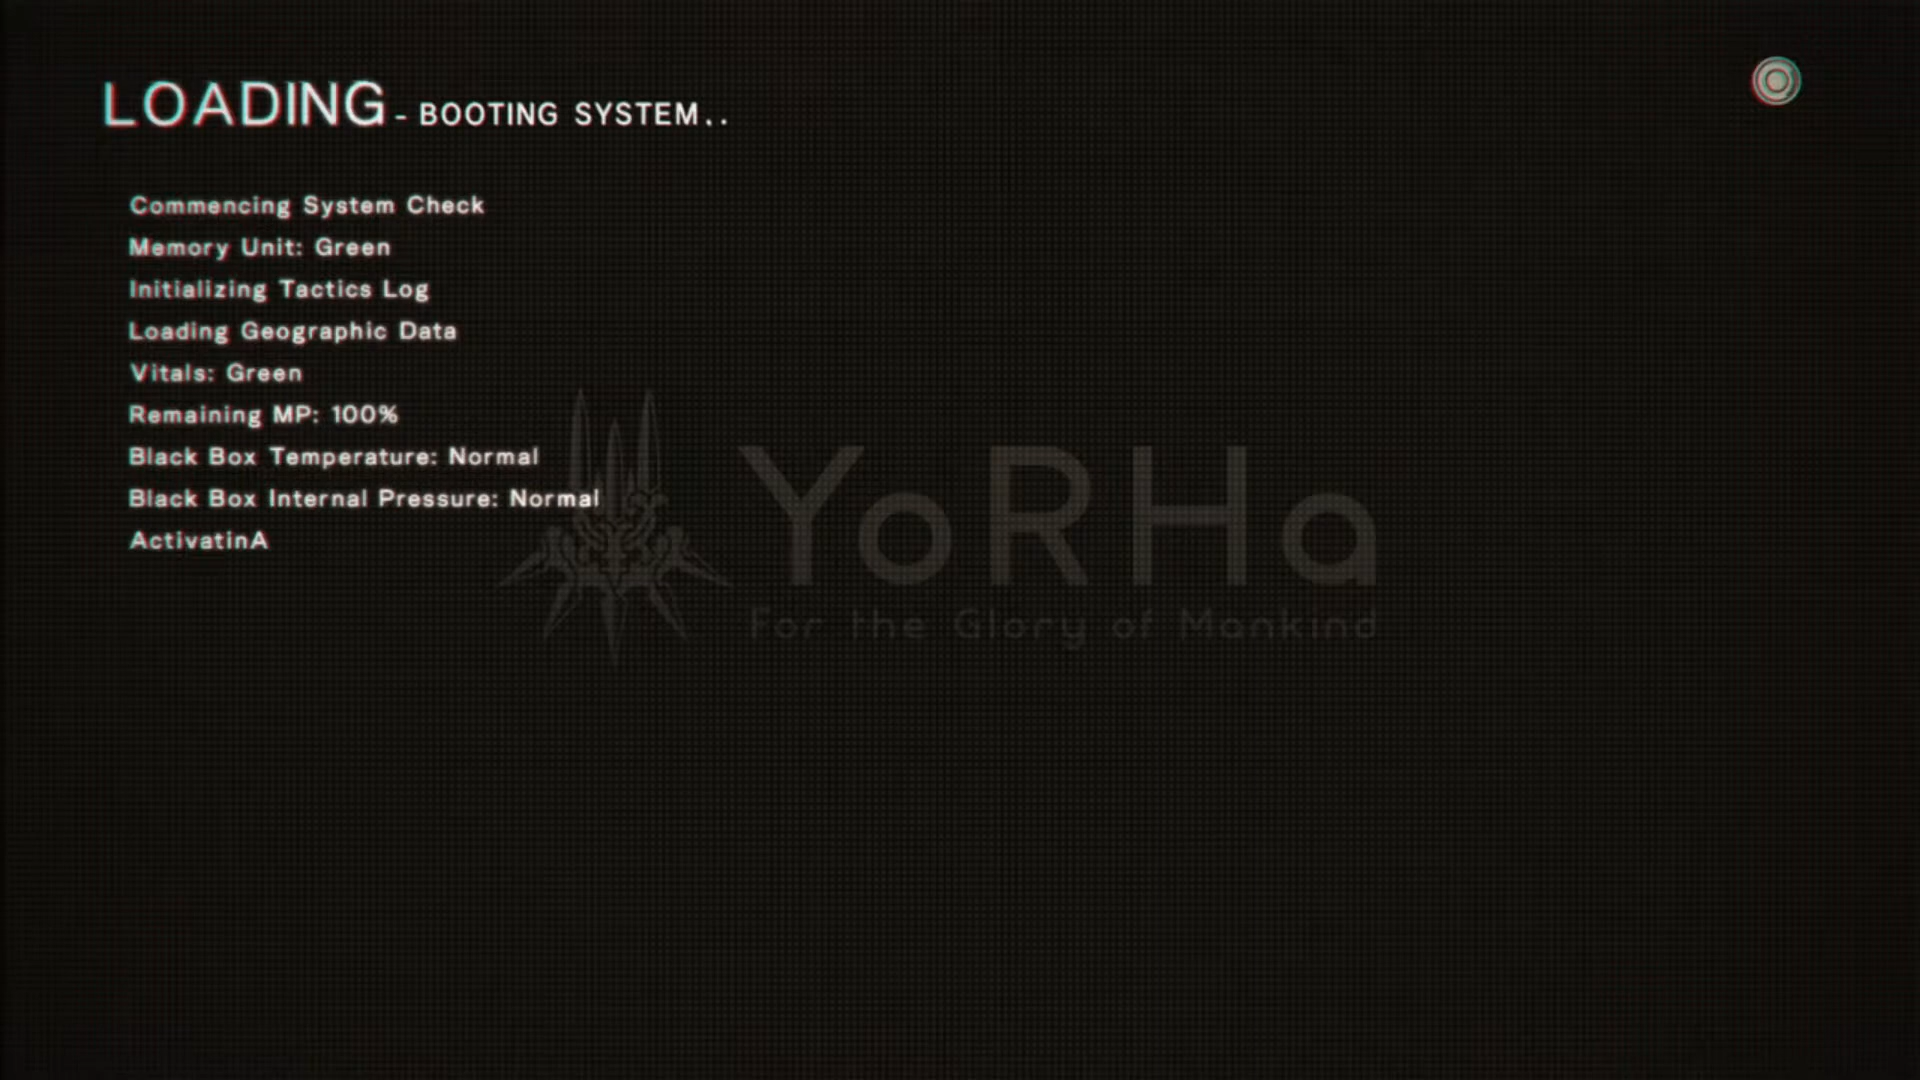 LOADING - BOOTING SYSTEM..
Commencing System Check
Memory Unit: Green
Initializing Tactics Log
Loading Geographic Data
Vitals: Green
Remaining MP: 100%
Black Box Temperature: Normal
Black Box Internal Pressure: Normal
ActivatinA
YoRHa
For the Glory of Mankind